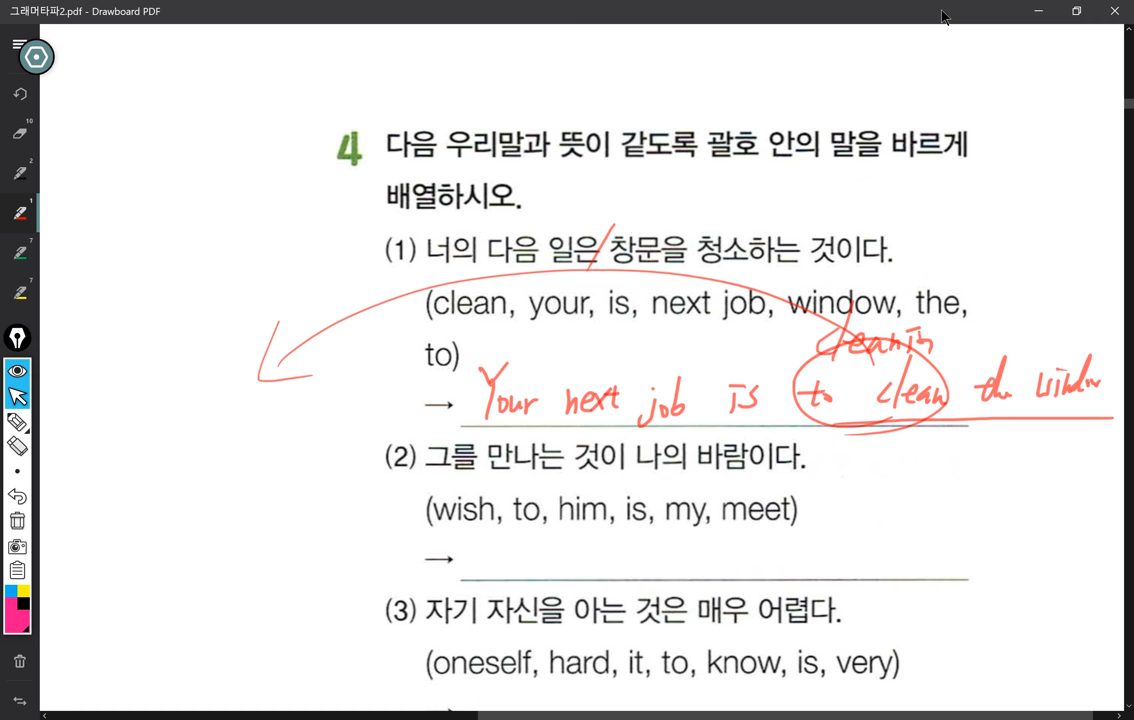 그래머타파2.pdf - Drawboard PDF
10
2
1
7
7
4 다음 우리말과 뜻이 같도록 괄호 안의 말을 바르게
배열하시오.
(1) 너의 다음 일은 창문을 청소하는 것이다.
(clean, your, is, next job, window, the,
to)
→ Your next job is to clean the window
(2) 그를 만나는 것이 나의 바람이다.
(wish, to, him, is, my, meet)
→
(3) 자기 자신을 아는 것은 매우 어렵다.
(oneself, hard, it, to, know, is, very)